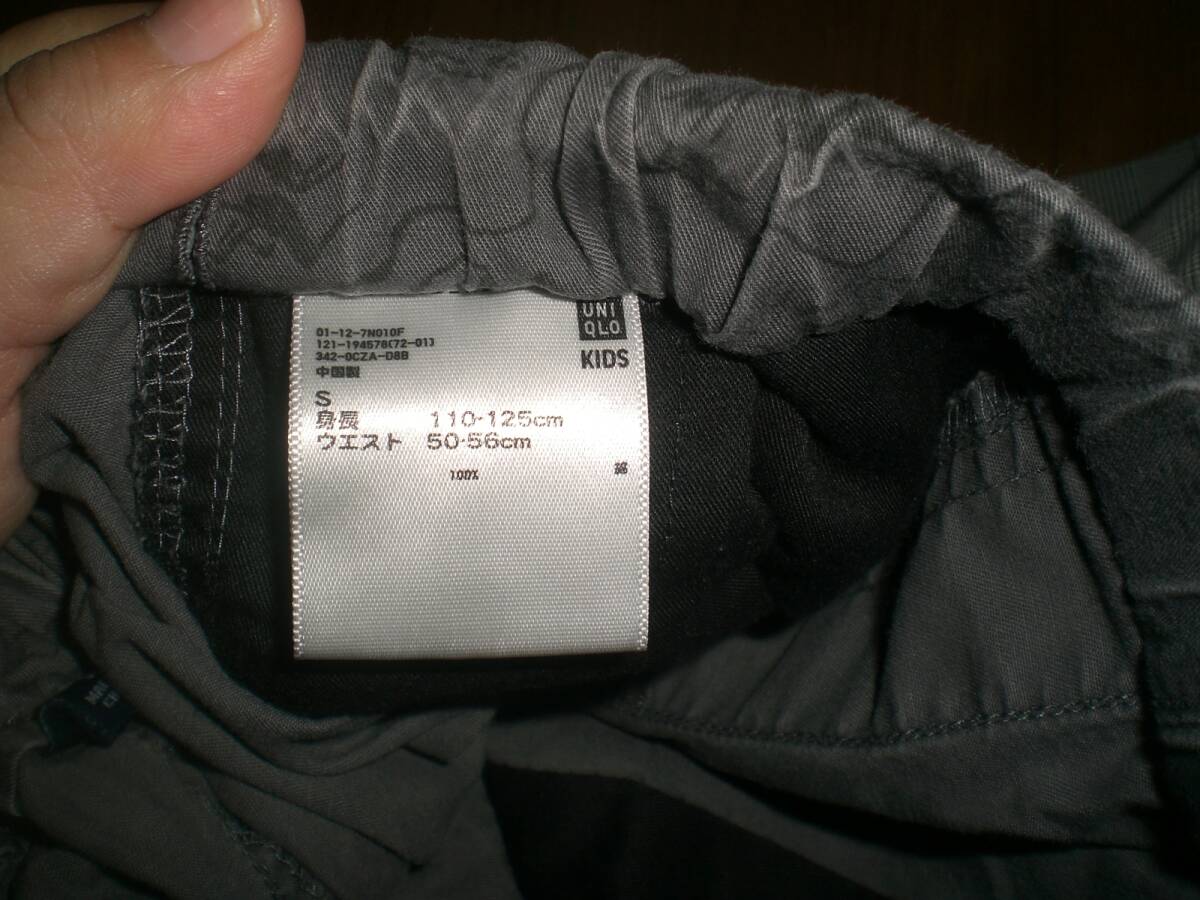 UNI
QLO
KIDS
01-12-7N010F
121-194578(72-01)
342-0CZA-D8B
中国製
S
身長 110-125cm
ウエスト 50-56cm
100% 綿